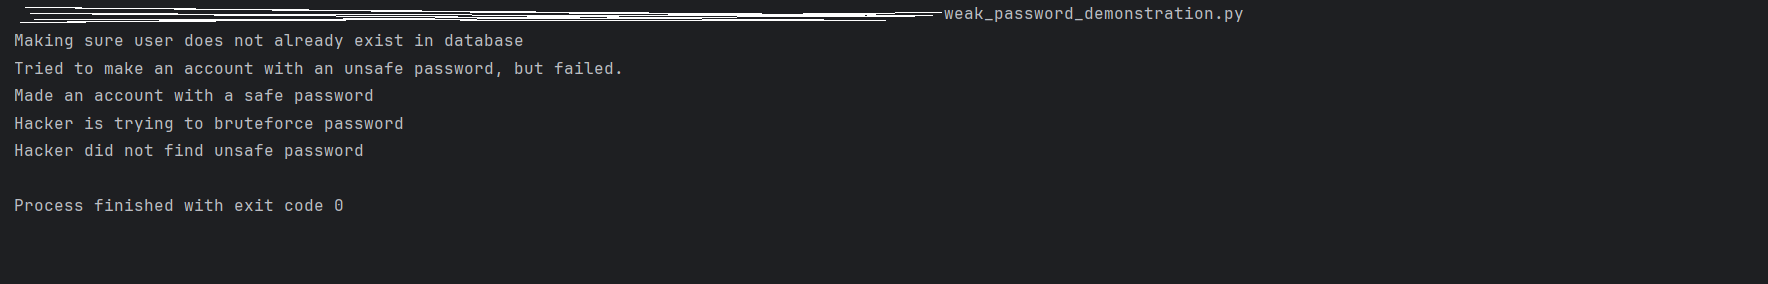 weak_password_demonstration.py
Making sure user does not already exist in database
Tried to make an account with an unsafe password, but failed.
Made an account with a safe password
Hacker is trying to bruteforce password
Hacker did not find unsafe password
Process finished with exit code 0